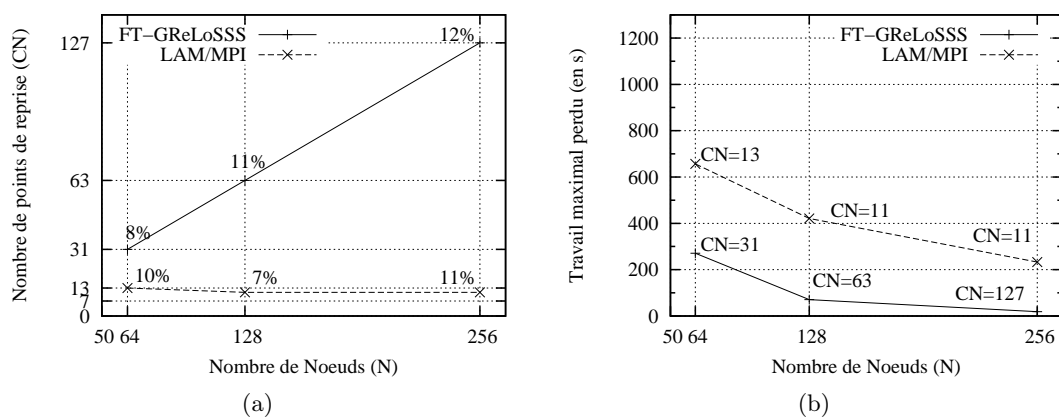 FT−GReLoSSS
LAM/MPI
Nombre de points de reprise (CN)
127
63
31
13
7
0
8%
11%
12%
10%
7%
11%
50 64 128 256
Nombre de Noeuds (N)
(a)
FT−GReLoSSS
LAM/MPI
Travail maximal perdu (en s)
1200
1000
800
600
400
200
0
CN=13
CN=11
CN=11
CN=31
CN=63
CN=127
50 64 128 256
Nombre de Noeuds (N)
(b)